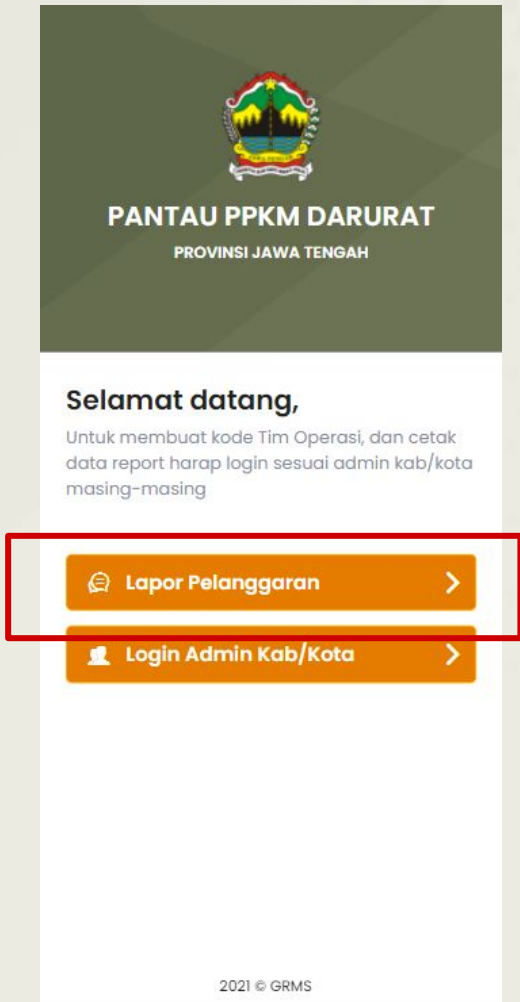 PANTAU PPKM DARURAT
PROVINSI JAWA TENGAH
Selamat datang,
Untuk membuat kode Tim Operasi, dan cetak
data report harap login sesuai admin kab/kota
masing-masing
Lapor Pelanggaran
Login Admin Kab/Kota
2021 © GRMS